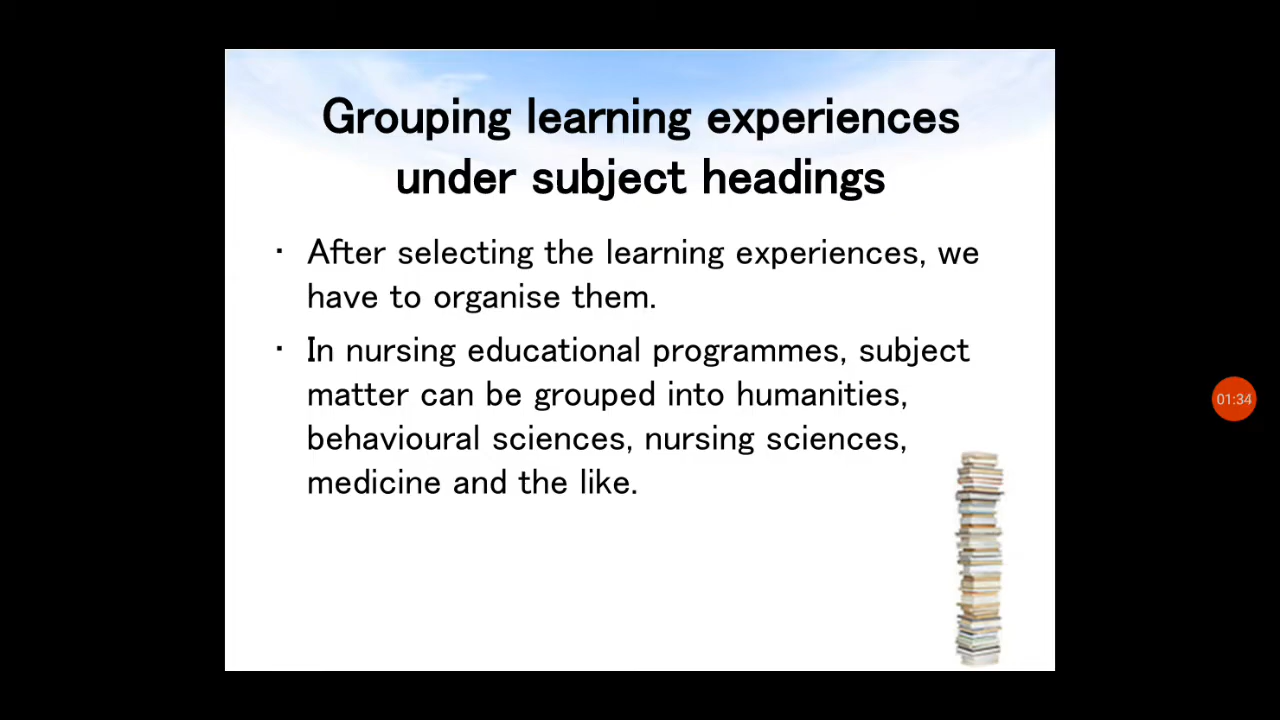 Grouping learning experiences
under subject headings
· After selecting the learning experiences, we
have to organise them.
· In nursing educational programmes, subject
matter can be grouped into humanities,
behavioural sciences, nursing sciences,
medicine and the like.
01:34